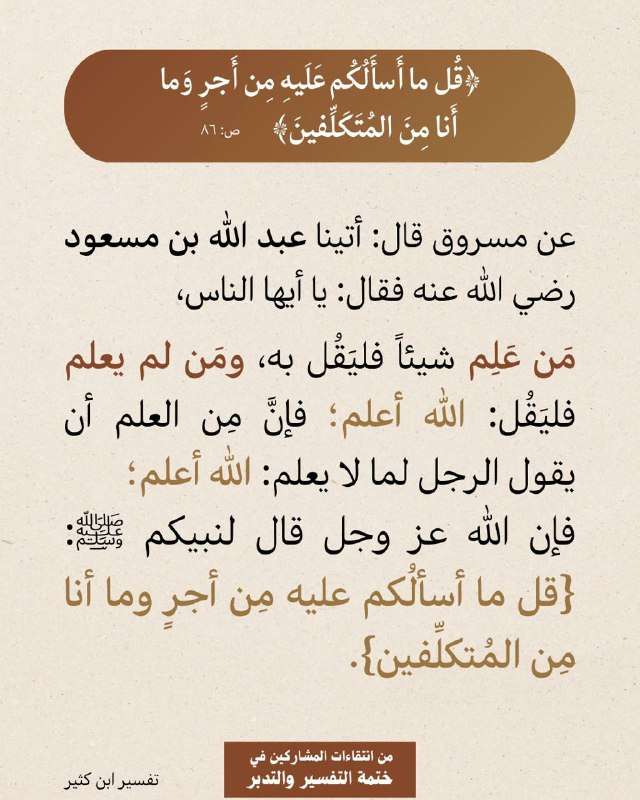 ﴿قُل ما أَسأَلُكُم عَلَيهِ مِن أَجرٍ وَما
أَنا مِنَ المُتَكَلِّفينَ﴾ ص: ٨٦
عن مسروق قال: أتينا عبد الله بن مسعود
رضي الله عنه فقال: يا أيها الناس،
مَن عَلِم شيئاً فليَقُل به، ومَن لم يعلم
فليَقُل: الله أعلم؛ فإنَّ مِن العلم أن
يقول الرجل لما لا يعلم: الله أعلم؛
فإن الله عز وجل قال لنبيكم ﷺ:
{قل ما أسألُكم عليه مِن أجرٍ وما أنا
مِن المُتكلِّفين}.
من انتقاءات المشاركين في
ختمة التفسير والتدبر
تفسير ابن كثير